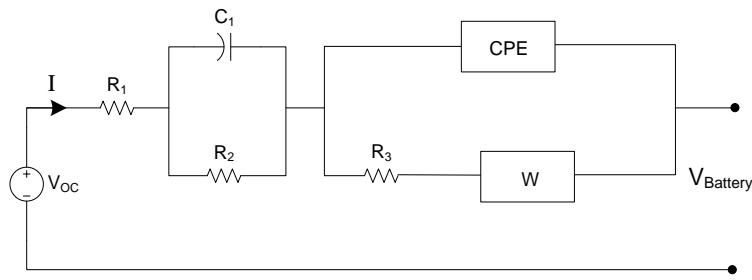 C1
CPE
I
R1
R2
R3
W
+
−
VOC
VBattery